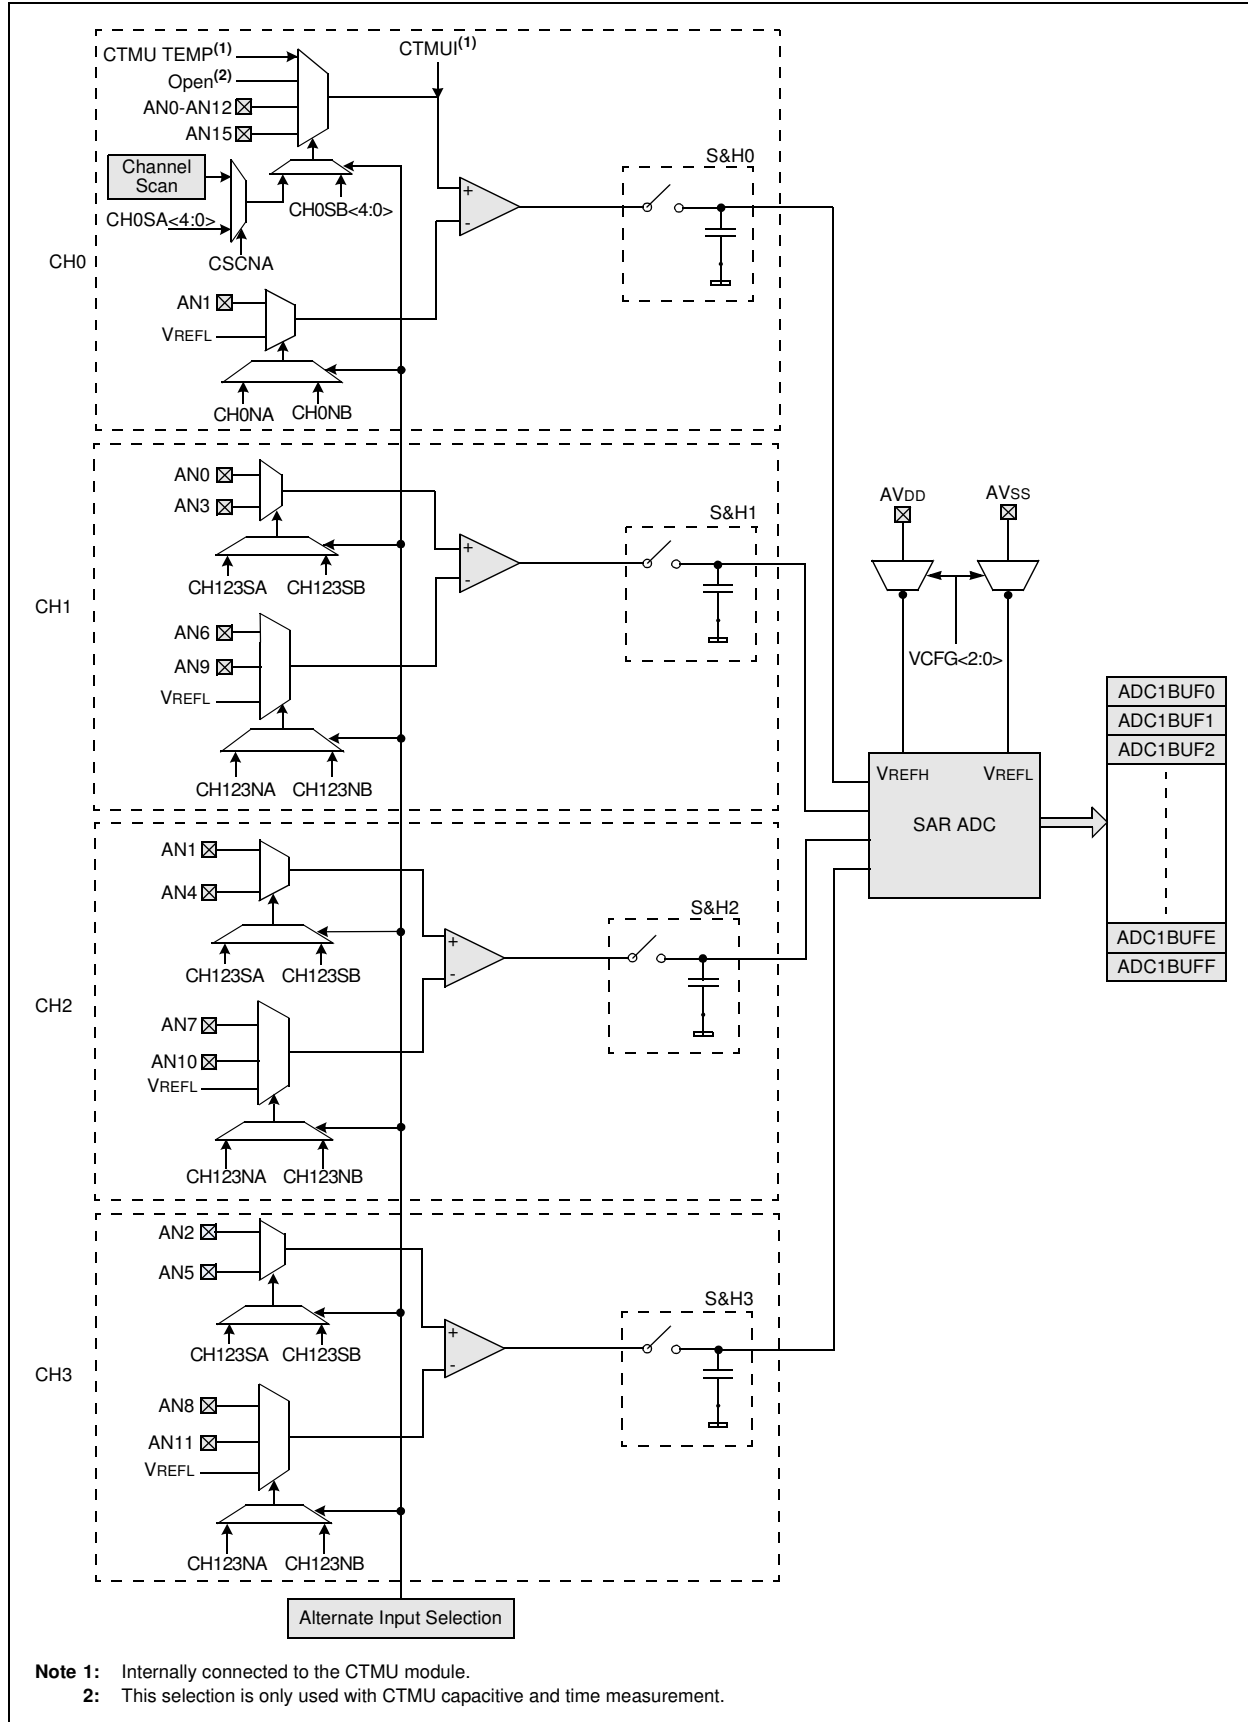 CTMU TEMP(1)
CTMUI(1)
Open(2)
AN0-AN12
AN15
Channel
Scan
CH0SA<4:0>
CH0SB<4:0>
CSCNA
S&H0
+
-
CH0
AN1
VREFL
CH0NA
CH0NB
AN0
AN3
CH123SA
CH123SB
S&H1
+
-
CH1
AN6
AN9
VREFL
CH123NA
CH123NB
AVDD
AVSS
VCFG<2:0>
VREFH
VREFL
SAR ADC
ADC1BUF0
ADC1BUF1
ADC1BUF2
ADC1BUFE
ADC1BUFF
AN1
AN4
CH123SA
CH123SB
S&H2
+
-
CH2
AN7
AN10
VREFL
CH123NA
CH123NB
AN2
AN5
CH123SA
CH123SB
S&H3
+
-
CH3
AN8
AN11
VREFL
CH123NA
CH123NB
Alternate Input Selection
Note 1: Internally connected to the CTMU module.
2: This selection is only used with CTMU capacitive and time measurement.